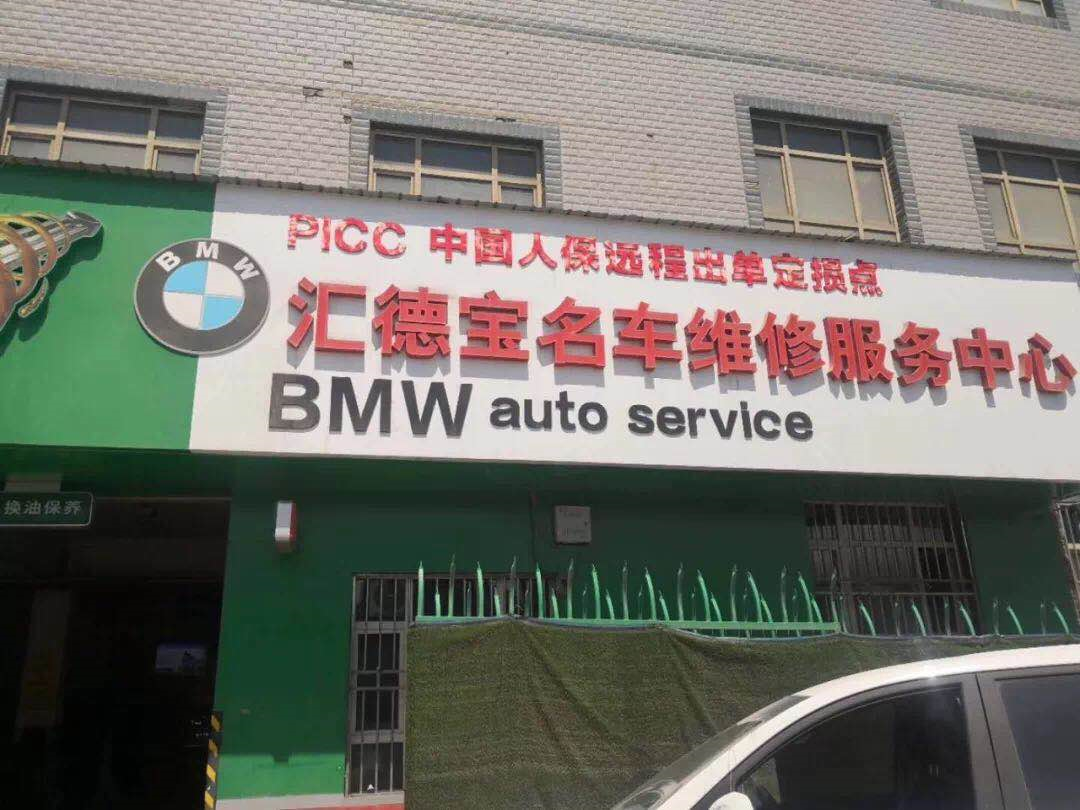 PICC 中国人保远程出单定损点
BMW
汇德宝名车维修服务中心
BMW auto service
换油保养